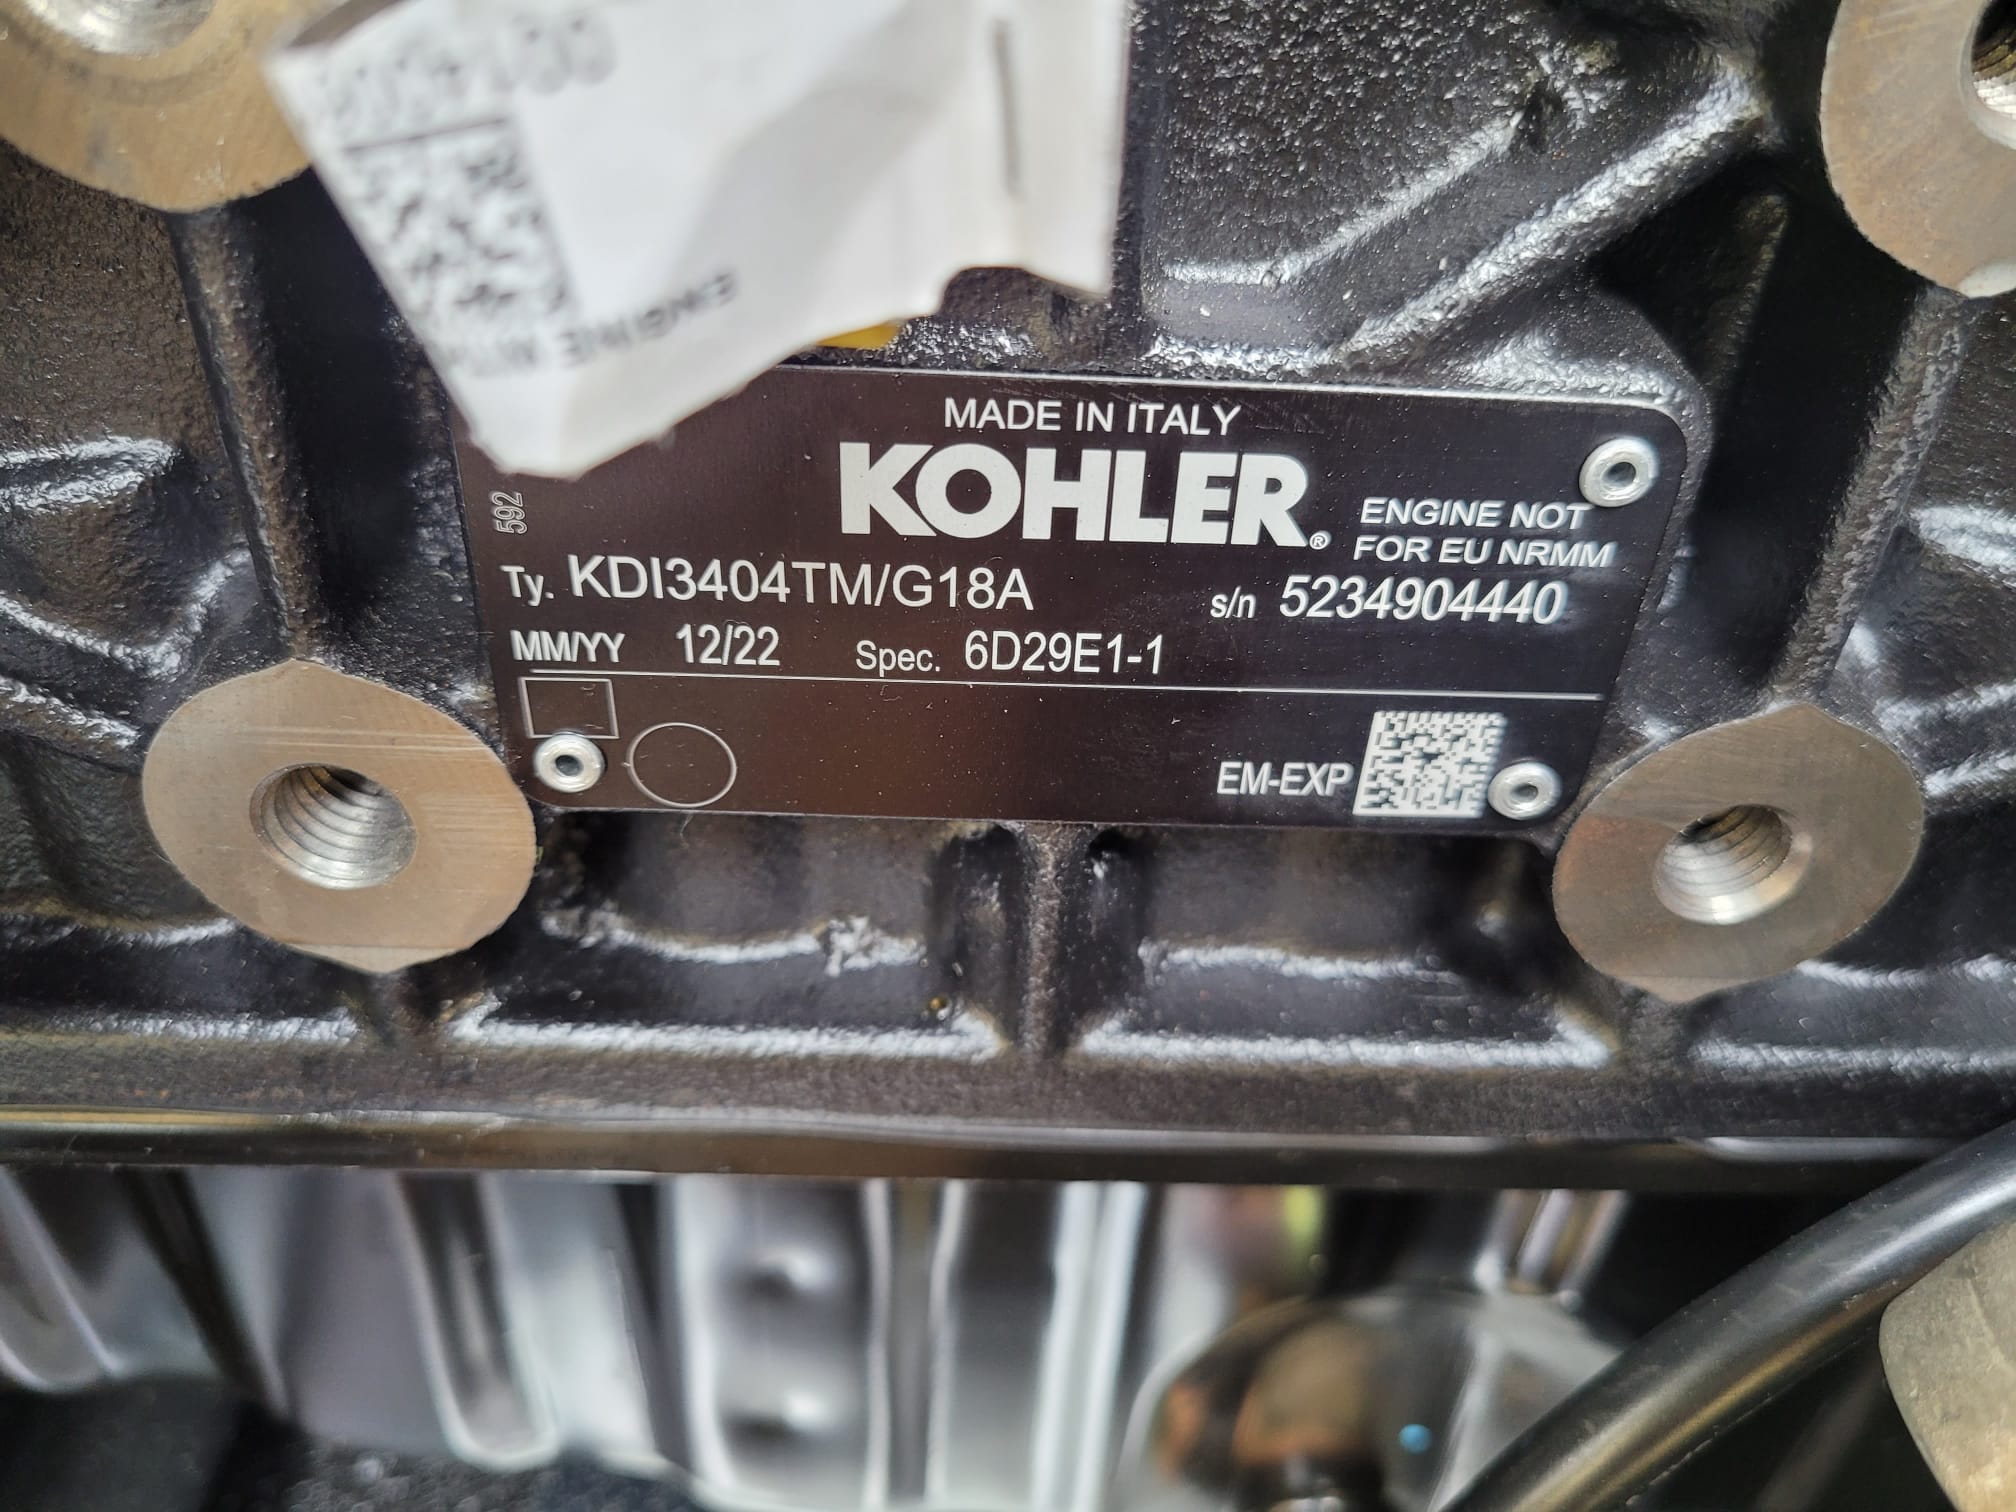 ENGINE
MADE IN ITALY
KOHLER®
592
ENGINE NOT
FOR EU NRMM
Ty. KDI3404TM/G18A s/n 5234904440
MM/YY 12/22 Spec. 6D29E1-1
EM-EXP